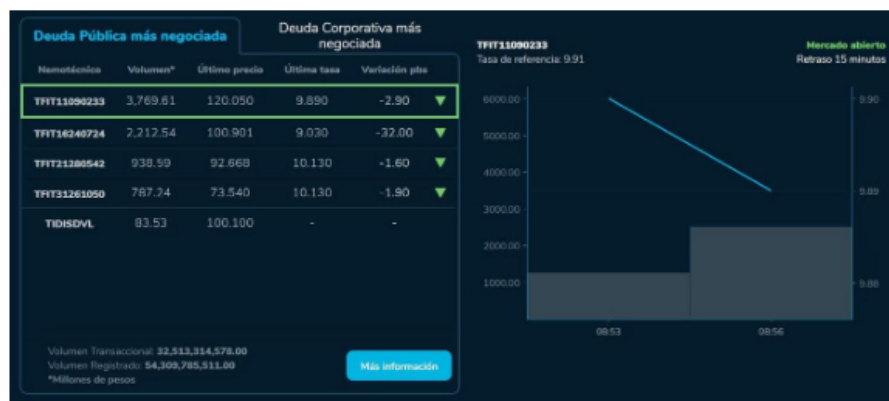 Deuda Pública más negociada
Deuda Corporativa más
negociada
Nemotécnico Volumen* Último precio Última tasa Variación pbs
TFIT11090233 3,769.61 120.050 9.890 -2.90 ▼
TFIT16240724 2,212.54 100.901 9.030 -32.00 ▼
TFIT21280542 938.59 92.668 10.130 -1.60 ▼
TFIT31261050 787.24 73.540 10.130 -1.90 ▼
TIDISDVL 83.53 100.100 - -
Volumen Transaccional: 32,513,314,578.00
Volumen Registrado: 54,309,785,511.00
*Millones de pesos
Más información
TFIT11090233
Mercado abierto
Tasa de referencia: 9.91
Retraso 15 minutos
6000.00
9.90
5000.00
4000.00
9.89
3000.00
2000.00
1000.00
9.88
08:53
08:56